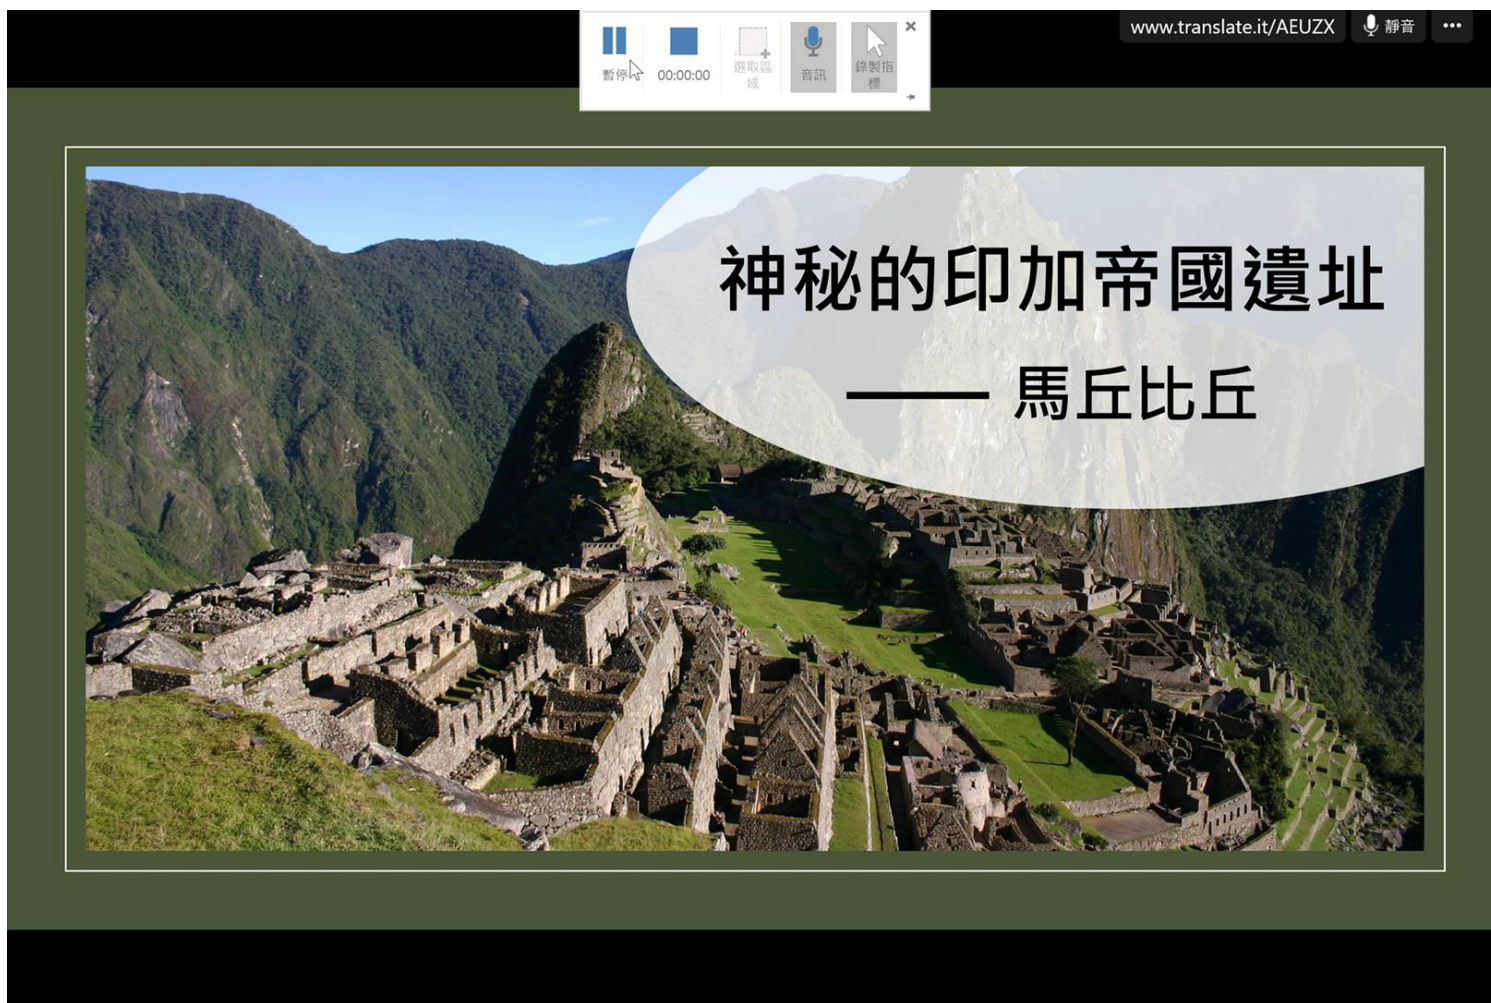 www.translate.it/AEUZX
靜音
暫停
00:00:00
選取區
域
音訊
錄製指
標
神秘的印加帝國遺址
—— 馬丘比丘